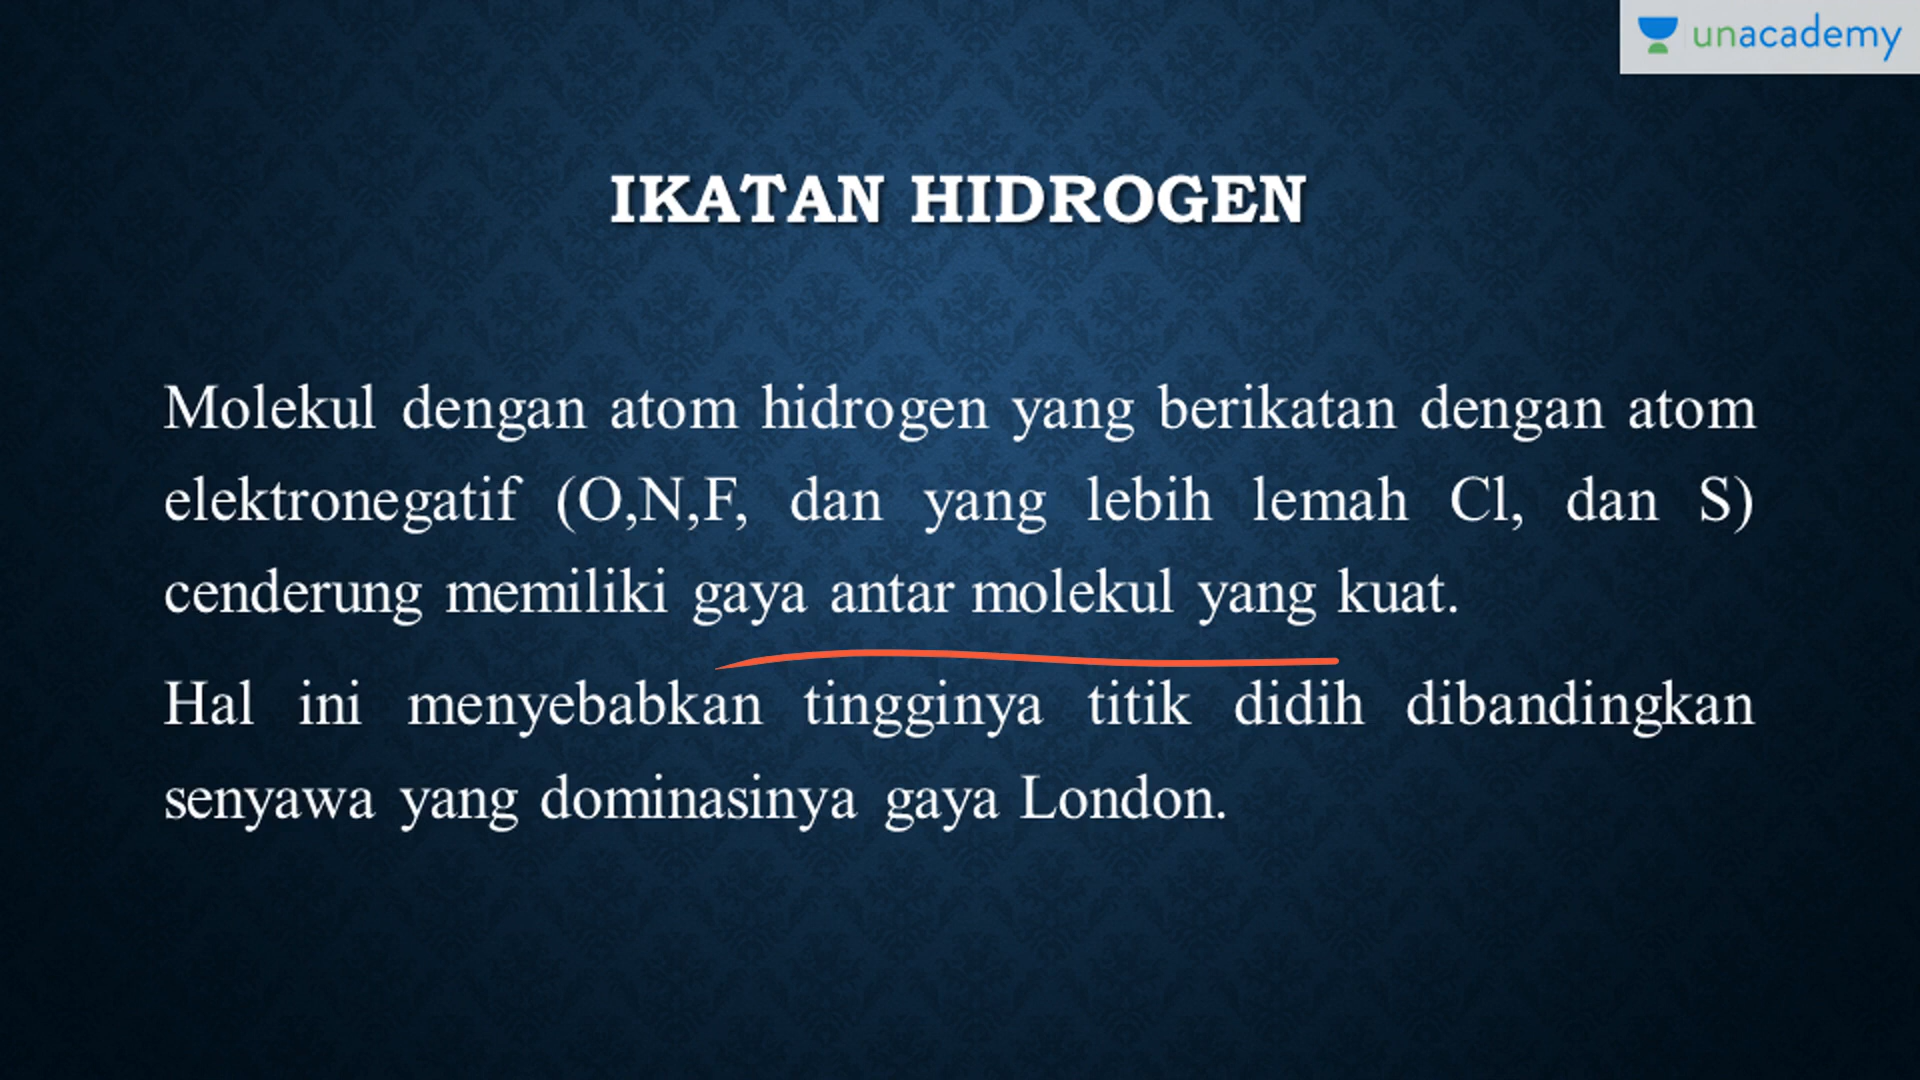 unacademy
IKATAN HIDROGEN
Molekul dengan atom hidrogen yang berikatan dengan atom
elektronegatif (O,N,F, dan yang lebih lemah Cl, dan S)
cenderung memiliki gaya antar molekul yang kuat.
Hal ini menyebabkan tingginya titik didih dibandingkan
senyawa yang dominasinya gaya London.